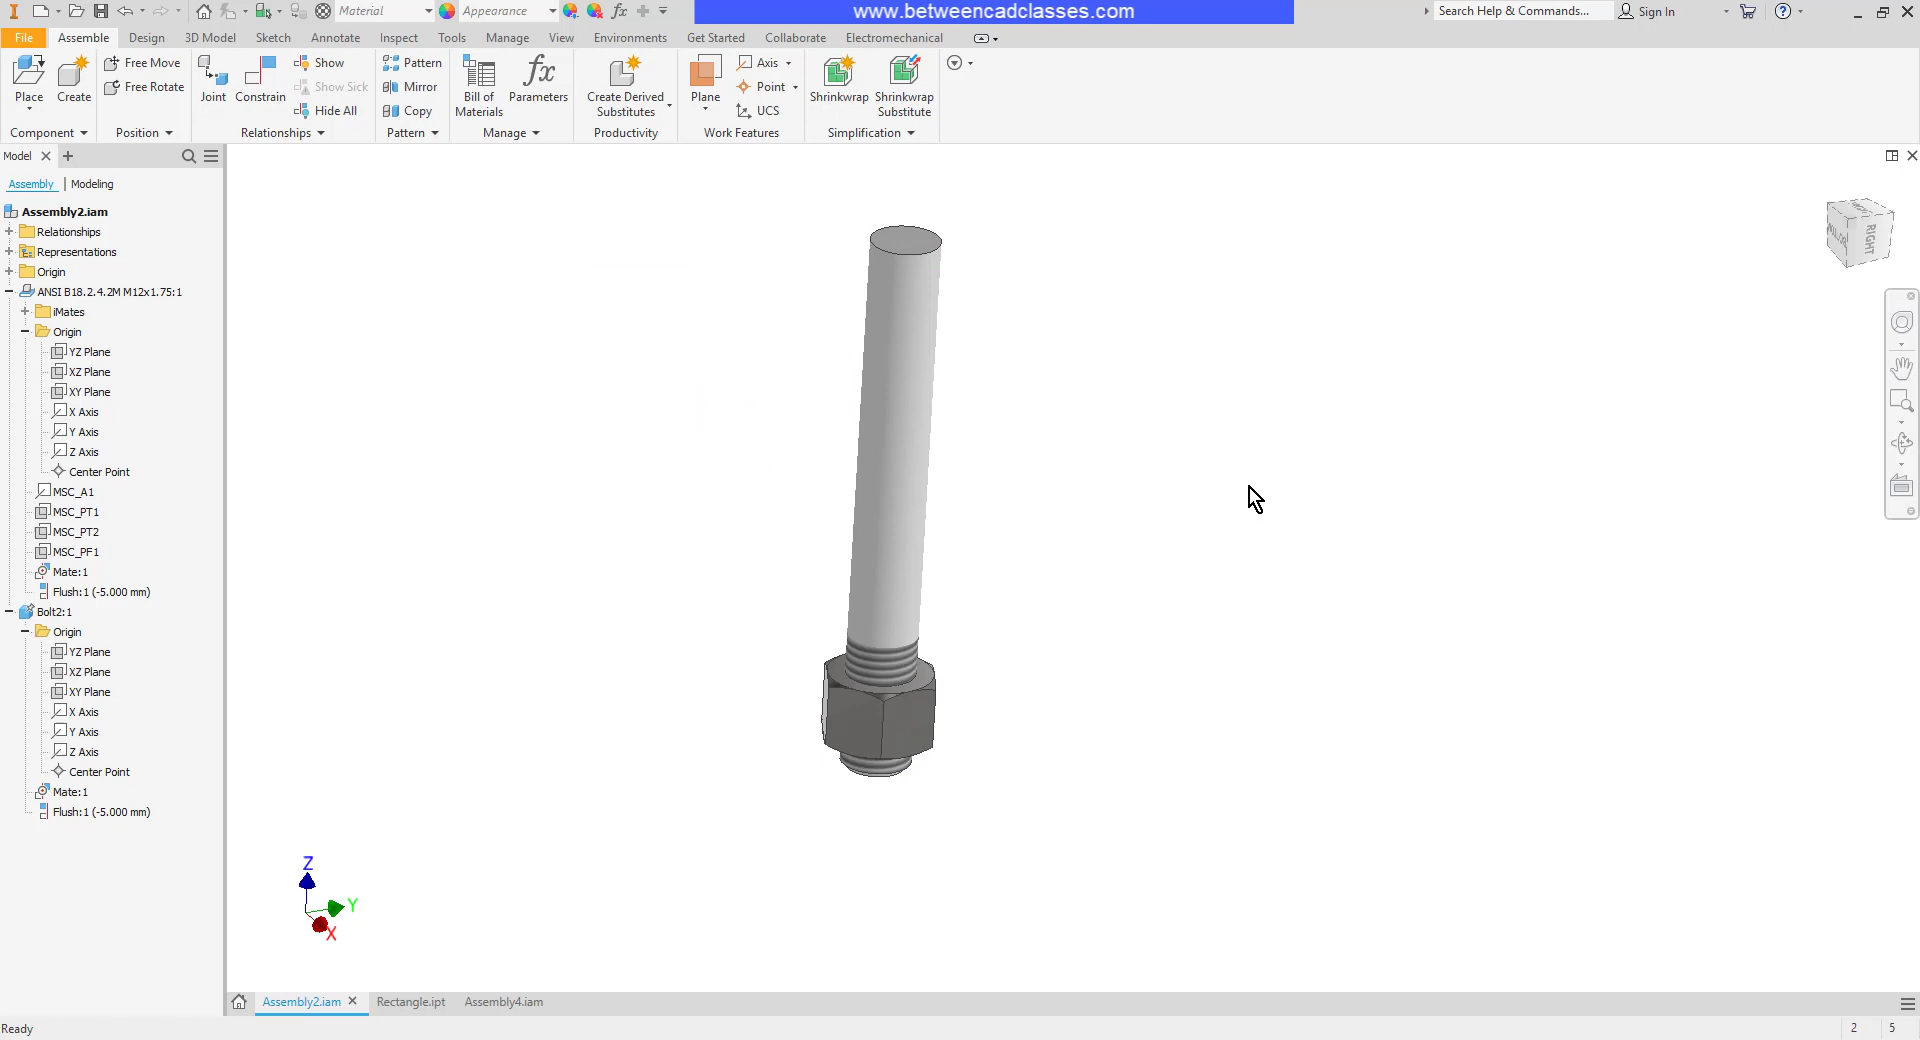 Material
Appearance
fx
www.betweencadclasses.com
Search Help & Commands...
Sign In
File
Assemble
Design
3D Model
Sketch
Annotate
Inspect
Tools
Manage
View
Environments
Get Started
Collaborate
Electromechanical
Place
Create
Free Move
Free Rotate
Joint
Constrain
Show
Show Sick
Hide All
Pattern
Mirror
Copy
Bill of
Materials
fx
Parameters
Create Derived
Substitutes
Plane
Axis
Point
UCS
Shrinkwrap
Shrinkwrap
Substitute
Component
Position
Relationships
Pattern
Manage
Productivity
Work Features
Simplification
Model
Assembly
Modeling
Assembly2.iam
Relationships
Representations
Origin
ANSI B18.2.4.2M M12x1.75:1
iMates
Origin
YZ Plane
XZ Plane
XY Plane
X Axis
Y Axis
Z Axis
Center Point
MSC_A1
MSC_PT1
MSC_PT2
MSC_PF1
Mate:1
Flush:1 (-5.000 mm)
Bolt2:1
Origin
YZ Plane
XZ Plane
XY Plane
X Axis
Y Axis
Z Axis
Center Point
Mate:1
Flush:1 (-5.000 mm)
RIGHT
Z
Y
X
Assembly2.iam
Rectangle.ipt
Assembly4.iam
Ready
2
5